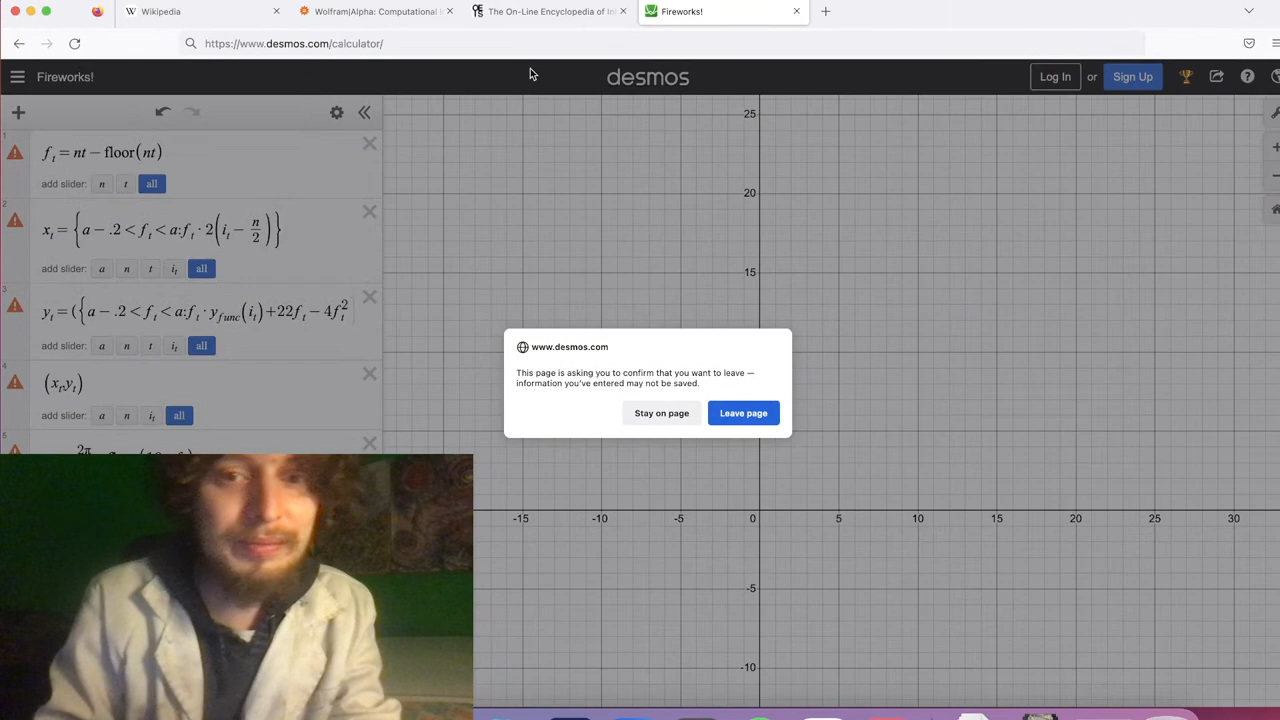 Wikipedia
Wolfram|Alpha: Computational I
The On-Line Encyclopedia of In
Fireworks!
https://www.desmos.com/calculator/
Fireworks!
desmos
Log In or Sign Up
1
f_t = nt − floor(nt)
add slider: n t all
2
x_t = {a − .2 < f_t < a: f_t · 2(i_t − n/2)}
add slider: a n t i_t all
3
y_t = ({a − .2 < f_t < a: f_t · y_func(i_t) + 22f_t − 4f_t^2
add slider: a n t i_t all
4
(x_t, y_t)
add slider: a n i_t all
5
2π
25
20
15
-15 -10 -5 0 5 10 15 20 25 30
-5
-10
www.desmos.com
This page is asking you to confirm that you want to leave —
information you've entered may not be saved.
Stay on page Leave page